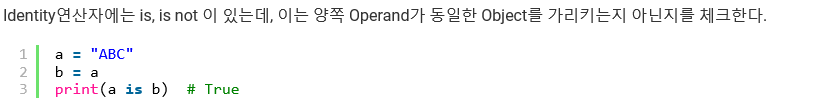 Identity연산자에는 is, is not 이 있는데, 이는 양쪽 Operand가 동일한 Object를 가리키는지 아닌지를 체크한다.
1 a = "ABC"
2 b = a
3 print(a is b)  # True